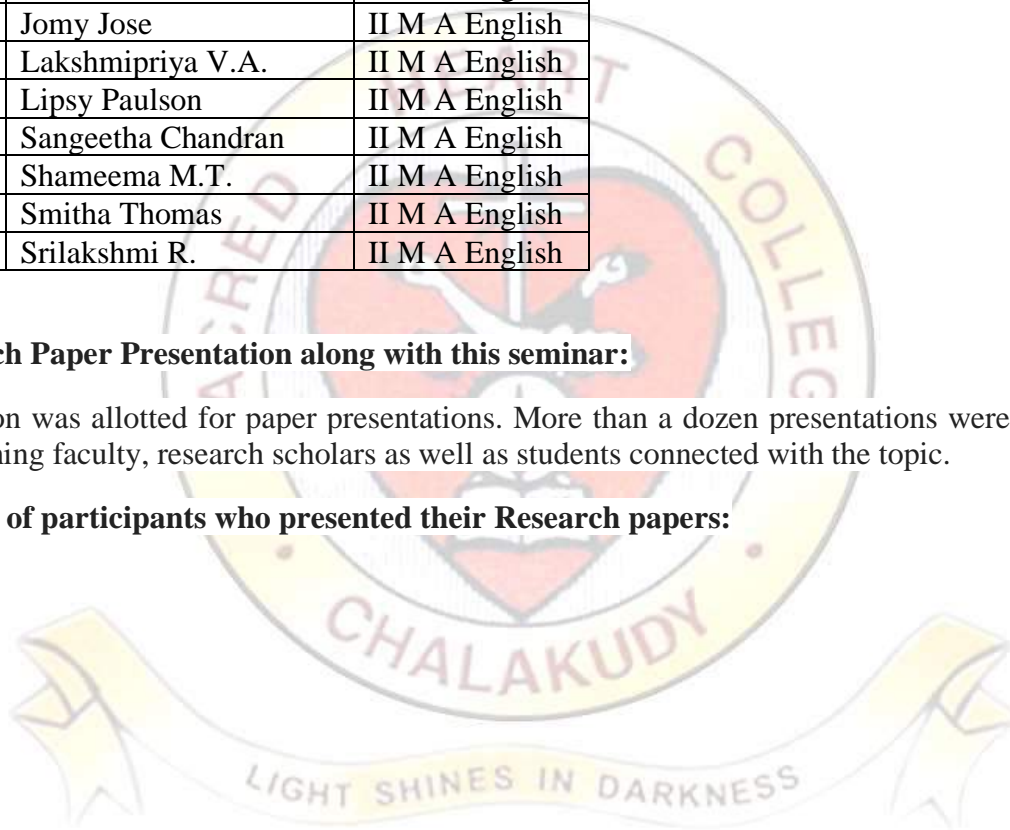 Jomy Jose II M A English
Lakshmipriya V.A. II M A English
Lipsy Paulson II M A English
Sangeetha Chandran II M A English
Shameema M.T. II M A English
Smitha Thomas II M A English
Srilakshmi R. II M A English
ch Paper Presentation along with this seminar:
on was allotted for paper presentations. More than a dozen presentations were
ning faculty, research scholars as well as students connected with the topic.
of participants who presented their Research papers:
ACRED HEART COLLEG
CHALAKUDY
LIGHT SHINES IN DARKNESS